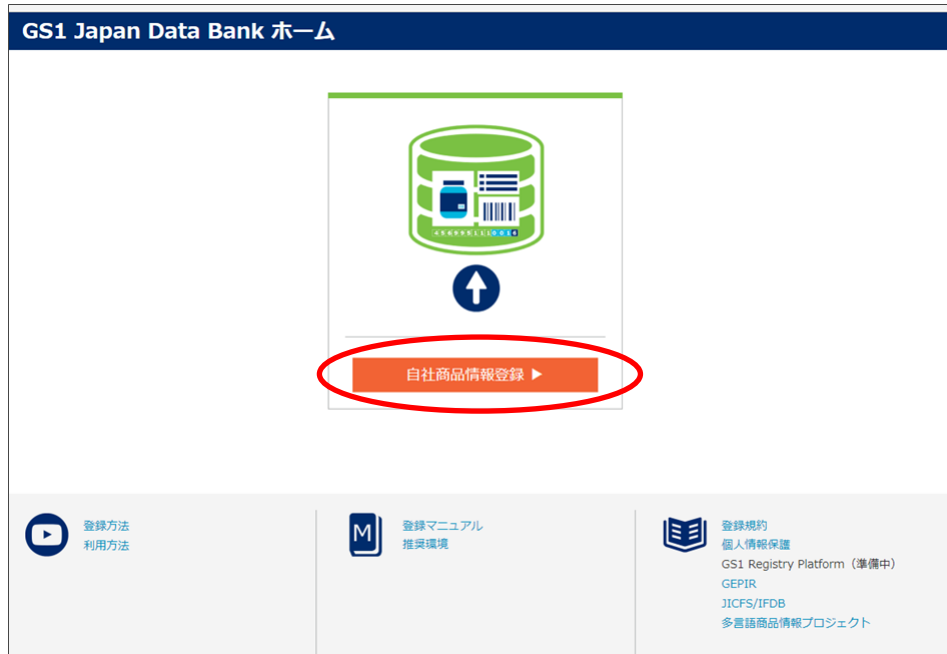 GS1 Japan Data Bank ホーム
自社商品情報登録 ▶
登録方法
利用方法
M
登録マニュアル
推奨環境
登録規約
個人情報保護
GS1 Registry Platform（準備中）
GEPIR
JICFS/IFDB
多言語商品情報プロジェクト